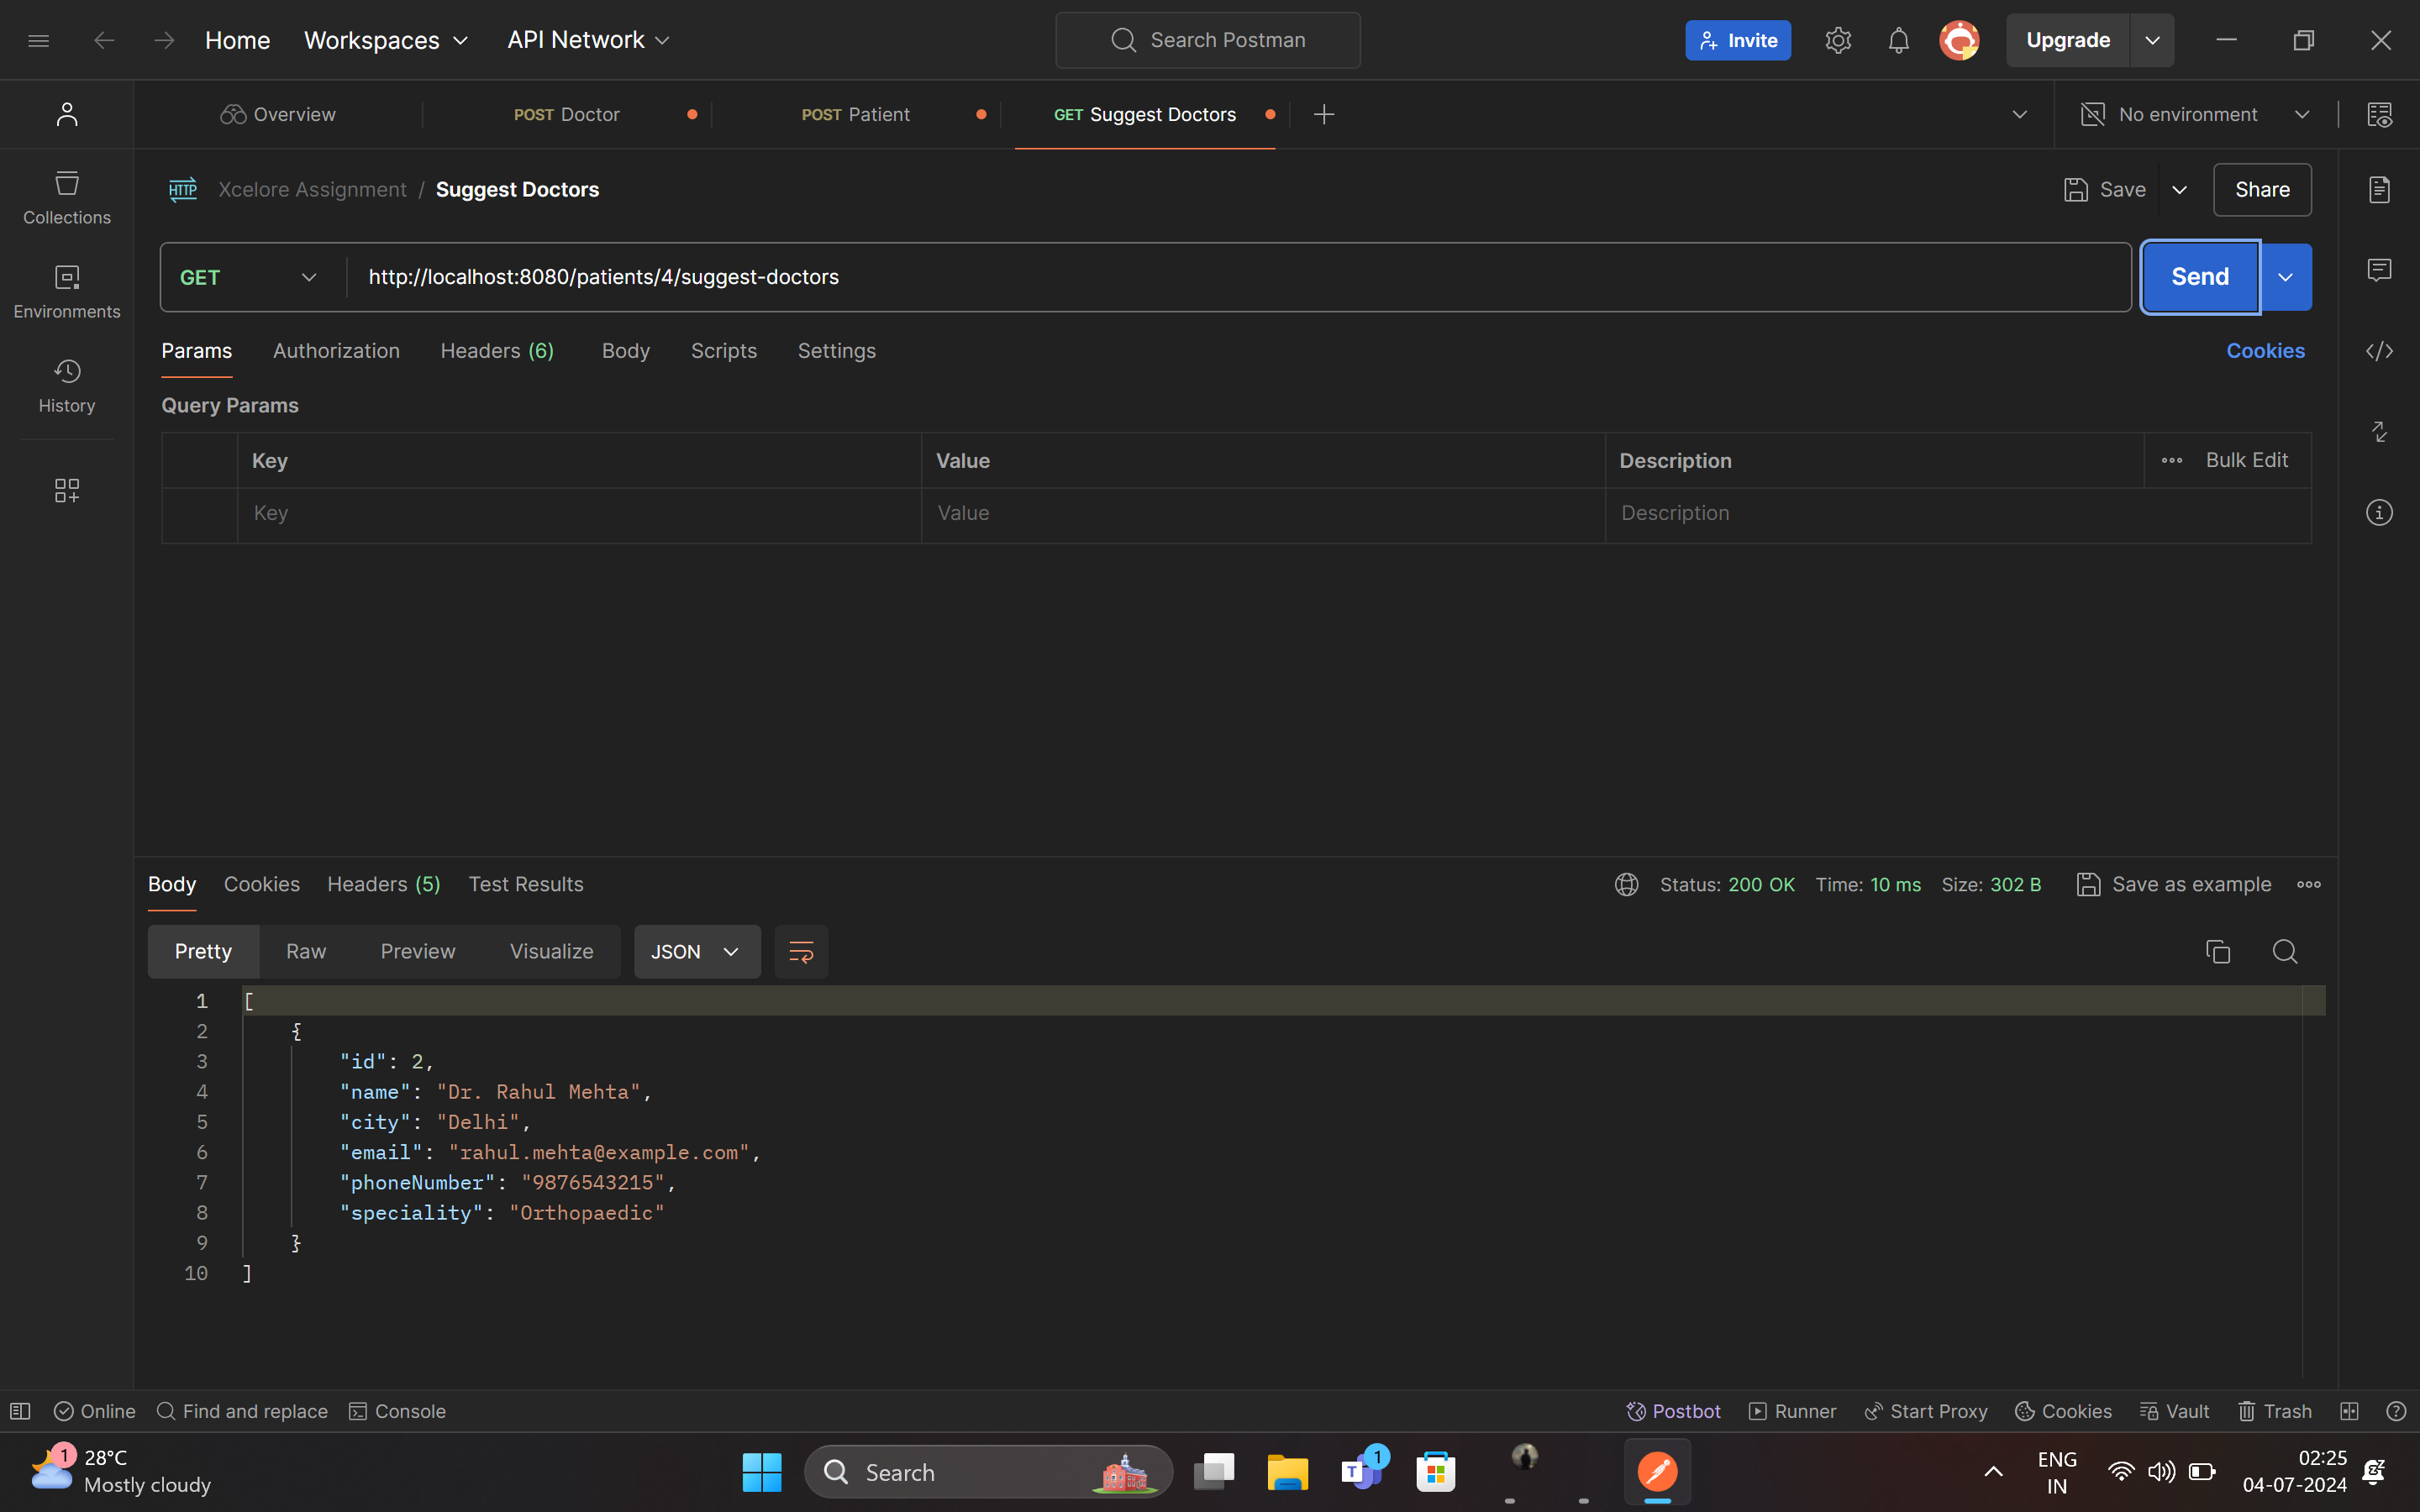 Home Workspaces API Network Search Postman Invite Upgrade
Overview POST Doctor POST Patient GET Suggest Doctors No environment
HTTP Xcelore Assignment / Suggest Doctors Save Share
Collections
Environments
History
GET http://localhost:8080/patients/4/suggest-doctors Send
Params Authorization Headers (6) Body Scripts Settings Cookies
Query Params
Key Value Description Bulk Edit
Key Value Description
Body Cookies Headers (5) Test Results Status: 200 OK Time: 10 ms Size: 302 B Save as example
Pretty Raw Preview Visualize JSON
1 [
2 {
3 "id": 2,
4 "name": "Dr. Rahul Mehta",
5 "city": "Delhi",
6 "email": "rahul.mehta@example.com",
7 "phoneNumber": "9876543215",
8 "speciality": "Orthopaedic"
9 }
10 ]
Online Find and replace Console Postbot Runner Start Proxy Cookies Vault Trash
1 28°C
Mostly cloudy
Search
T 1
ENG
IN
02:25
04-07-2024